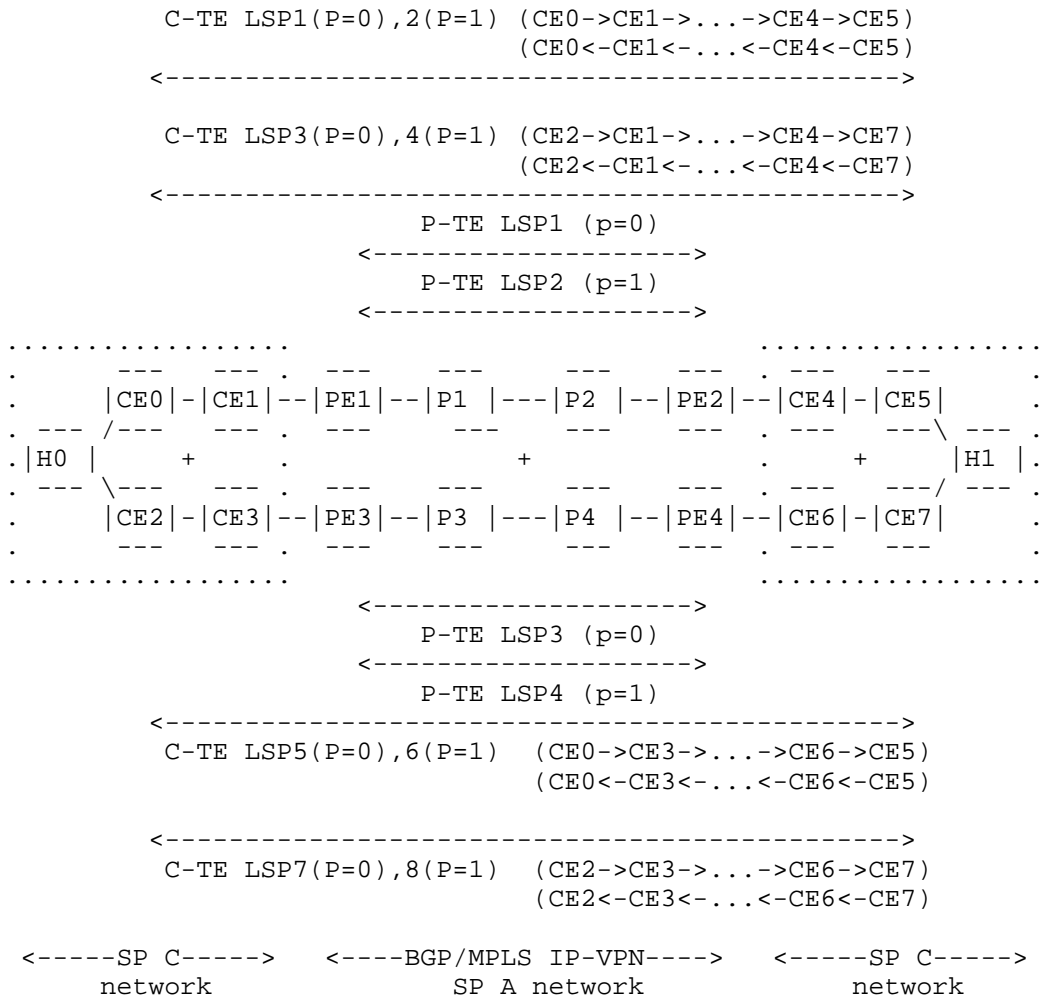 C-TE LSP1(P=0),2(P=1) (CE0->CE1->...->CE4->CE5)
(CE0<-CE1<-...<-CE4<-CE5)
<---------------------------------------------->
C-TE LSP3(P=0),4(P=1) (CE2->CE1->...->CE4->CE7)
(CE2<-CE1<-...<-CE4<-CE7)
<---------------------------------------------->
P-TE LSP1 (p=0)
<-------------------->
P-TE LSP2 (p=1)
<-------------------->
..................                              ..................
.      ---   --- .  ---    ---     ---    --- . ---   ---        .
.     |CE0|-|CE1|--|PE1|--|P1 |---|P2 |--|PE2|--|CE4|-|CE5|      .
. --- /---   --- .  ---     ---    ---    --- . ---   ---\ --- .
.|H0 |     +     .              +              .     +     |H1 |.
. --- \---   --- .  ---    ---     ---    --- . ---   ---/ --- .
.     |CE2|-|CE3|--|PE3|--|P3 |---|P4 |--|PE4|--|CE6|-|CE7|      .
.      ---   --- .  ---    ---     ---    --- . ---   ---        .
..................                              ..................
<-------------------->
P-TE LSP3 (p=0)
<-------------------->
P-TE LSP4 (p=1)
<---------------------------------------------->
C-TE LSP5(P=0),6(P=1)  (CE0->CE3->...->CE6->CE5)
(CE0<-CE3<-...<-CE6<-CE5)
<---------------------------------------------->
C-TE LSP7(P=0),8(P=1)  (CE2->CE3->...->CE6->CE7)
(CE2<-CE3<-...<-CE6<-CE7)
<-----SP C----->   <----BGP/MPLS IP-VPN---->   <-----SP C----->
network               SP A network               network